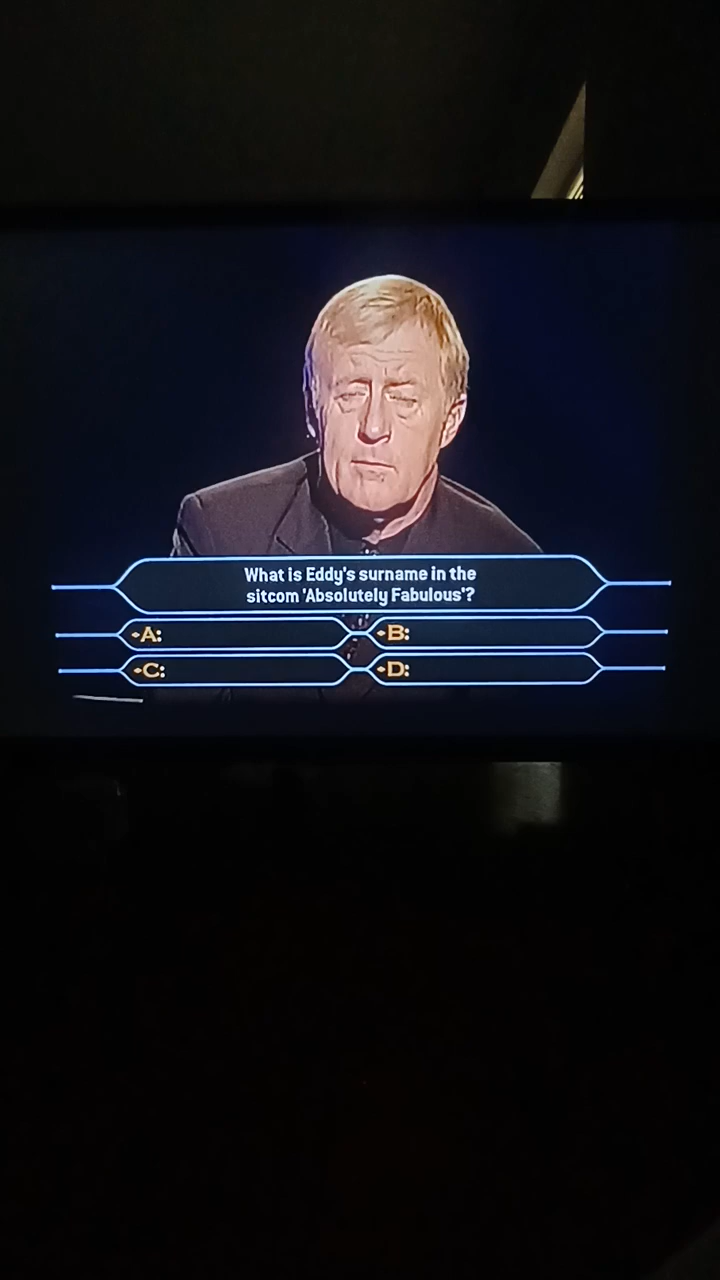 What is Eddy's surname in the
sitcom 'Absolutely Fabulous'?
A:
B:
C:
D: